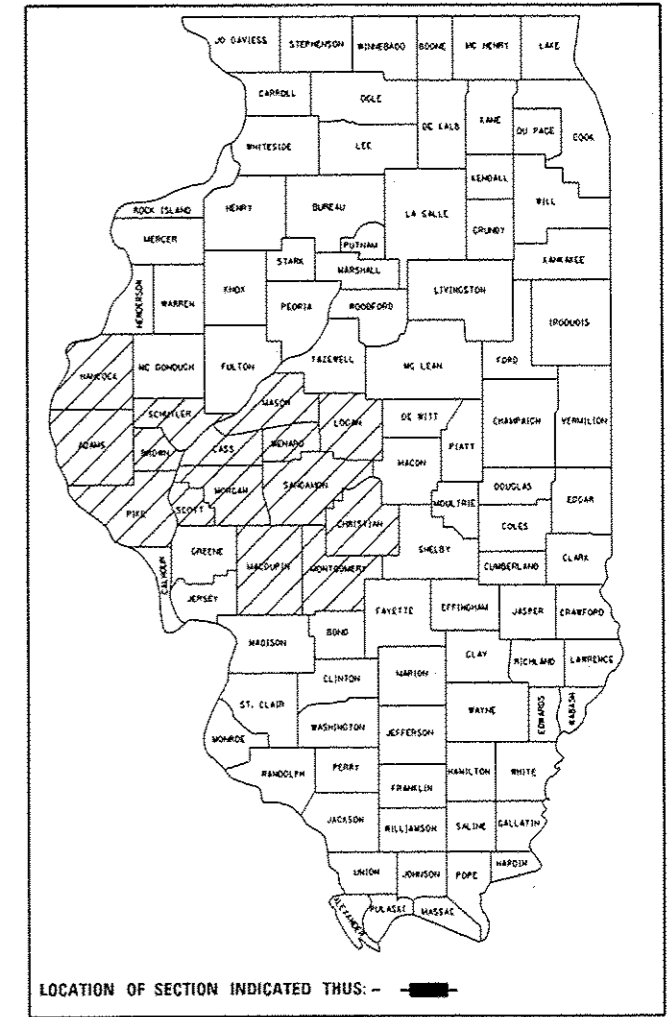 JO DAVIESS STEPHENSON WINNEBAGO BOONE MC HENRY LAKE
CARROLL OGLE DE KALB KANE DU PAGE COOK
WHITESIDE LEE KENDALL WILL
ROCK ISLAND HENRY BUREAU LA SALLE GRUNDY
MERCER PUTNAM KANKAKEE
STARK MARSHALL
HENDERSON WARREN KNOX PEORIA WOODFORD LIVINGSTON IROQUOIS
HANCOCK MC DONOUGH FULTON TAZEWELL MC LEAN FORD
SCHUYLER MASON LOGAN DE WITT CHAMPAIGN VERMILION
ADAMS BROWN CASS MENARD PIATT
MACON
PIKE SCOTT MORGAN SANGAMON MOULTRIE DOUGLAS EDGAR
CHRISTIAN COLES
CALHOUN GREENE MACOUPIN MONTGOMERY SHELBY CUMBERLAND CLARK
JERSEY FAYETTE EFFINGHAM JASPER CRAWFORD
MADISON BOND CLAY RICHLAND LAWRENCE
CLINTON MARION
ST. CLAIR WAYNE EDWARDS WABASH
MONROE WASHINGTON JEFFERSON
RANDOLPH PERRY HAMILTON WHITE
FRANKLIN
JACKSON WILLIAMSON SALINE GALLATIN
UNION JOHNSON POPE HARDIN
ALEXANDER PULASKI MASSAC
LOCATION OF SECTION INDICATED THUS: -